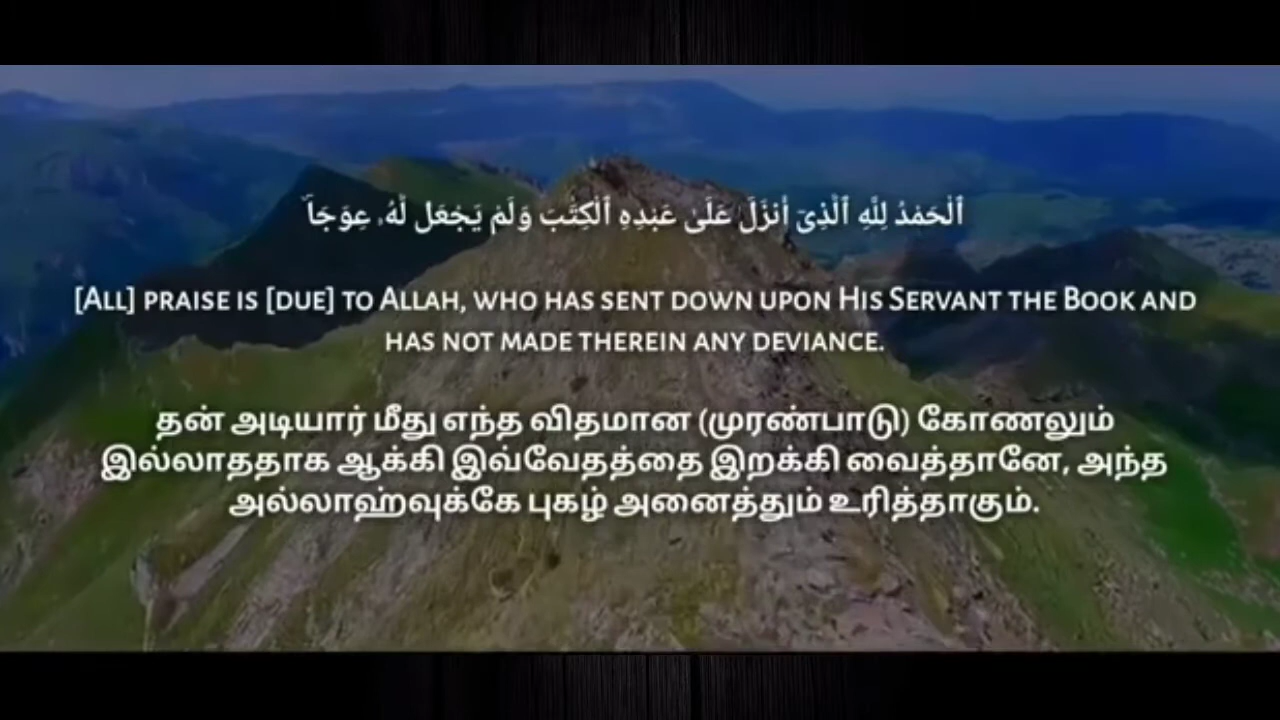 ٱلْحَمْدُ لِلَّهِ ٱلَّذِىٓ أَنزَلَ عَلَىٰ عَبْدِهِ ٱلْكِتَٰبَ وَلَمْ يَجْعَل لَّهُۥ عِوَجَاۜ
[All] praise is [due] to Allah, who has sent down upon His Servant the Book and
has not made therein any deviance.
தன் அடியார் மீது எந்த விதமான (முரண்பாடு) கோணலும்
இல்லாததாக ஆக்கி இவ்வேதத்தை இறக்கி வைத்தானே, அந்த
அல்லாஹ்வுக்கே புகழ் அனைத்தும் உரித்தாகும்.